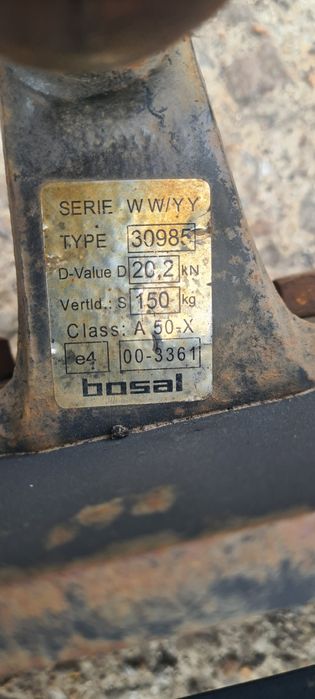 SERIE WW/YY
TYPE 30985
D-Value D 20,2 kN
Vertld.: S 150 kg
Class: A 50-X
e4 00-3361
bosal